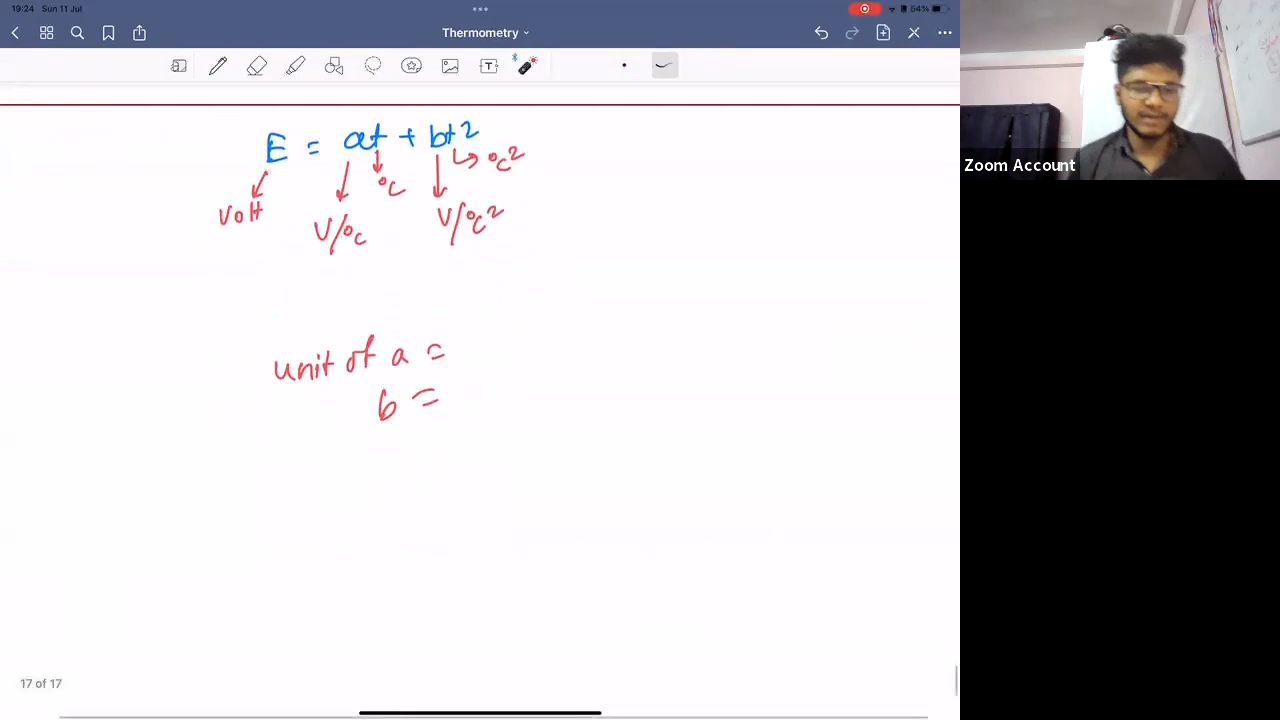 19:24 Sun 11 Jul
54%
Thermometry
E = at + bt2
°C2
°C
Volt
V/°C
V/°C2
unit of a =
b =
17 of 17
Zoom Account